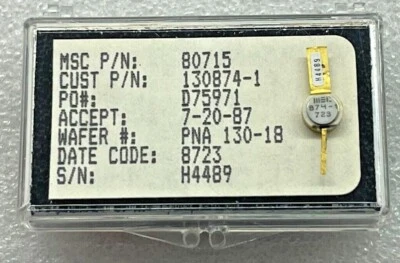 MSC P/N: 80715
CUST P/N: 130874-1
PO#: D75971
ACCEPT: 7-20-87
WAFER #: PNA 130-18
DATE CODE: 8723
S/N: H4489
H4489
MSC
874-1
723